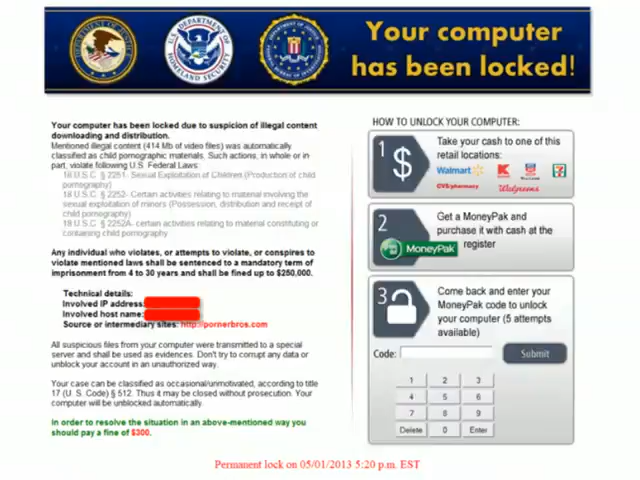 Your computer
has been locked!
Your computer has been locked due to suspicion of illegal content
downloading and distribution.
Mentioned illegal content (414 Mb of video files) was automatically
classified as child pornographic materials. Such actions, in whole or in
part, violate following U.S. Federal Laws:
18 U.S.C. § 2251- Sexual Exploitation of Children (Production of child
pornography)
18 U.S.C. § 2252- Certain activities relating to material involving the
sexual exploitation of minors (Possession, distribution and receipt of
child pornography)
18 U.S.C. § 2252A- certain activities relating to material constituting or
containing child pornography
Any individual who violates, or attempts to violate, or conspires to
violate mentioned laws shall be sentenced to a mandatory term of
imprisonment from 4 to 30 years and shall be fined up to $250,000.
Technical details:
Involved IP address:
Involved host name:
Source or intermediary sites: http://pornerbros.com
All suspicious files from your computer were transmitted to a special
server and shall be used as evidences. Don't try to corrupt any data or
unblock your account in an unauthorized way.
Your case can be classified as occasional/unmotivated, according to title
17 (U. S. Code) § 512. Thus it may be closed without prosecution. Your
computer will be unblocked automatically.
In order to resolve the situation in an above-mentioned way you
should pay a fine of $300.
HOW TO UNLOCK YOUR COMPUTER:
1
$
Take your cash to one of this
retail locations:
Walmart
CVS/pharmacy
Walgreens
2
MoneyPak
Get a MoneyPak and
purchase it with cash at the
register
3
Come back and enter your
MoneyPak code to unlock
your computer (5 attempts
available)
Code:
Submit
1 2 3
4 5 6
7 8 9
Delete 0 Enter
Permanent lock on 05/01/2013 5:20 p.m. EST